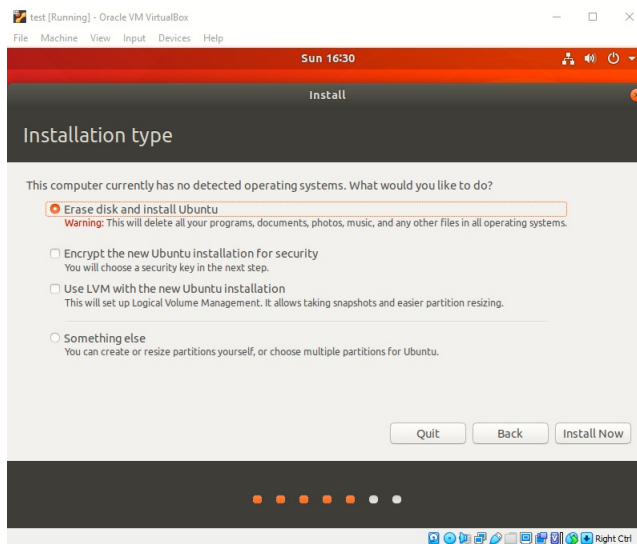 test [Running] - Oracle VM VirtualBox
File Machine View Input Devices Help
Sun 16:30
Install
Installation type
This computer currently has no detected operating systems. What would you like to do?
Erase disk and install Ubuntu
Warning: This will delete all your programs, documents, photos, music, and any other files in all operating systems.
Encrypt the new Ubuntu installation for security
You will choose a security key in the next step.
Use LVM with the new Ubuntu installation
This will set up Logical Volume Management. It allows taking snapshots and easier partition resizing.
Something else
You can create or resize partitions yourself, or choose multiple partitions for Ubuntu.
Quit Back Install Now
Right Ctrl